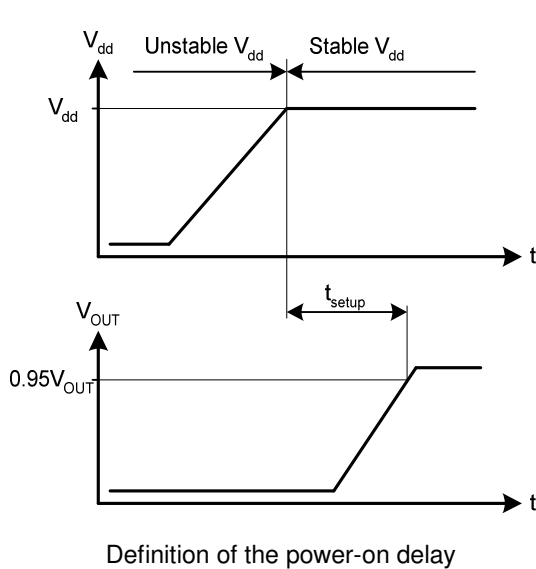 V_dd
Unstable V_dd
Stable V_dd
V_dd
t
t_setup
V_OUT
0.95V_OUT
t
Definition of the power-on delay